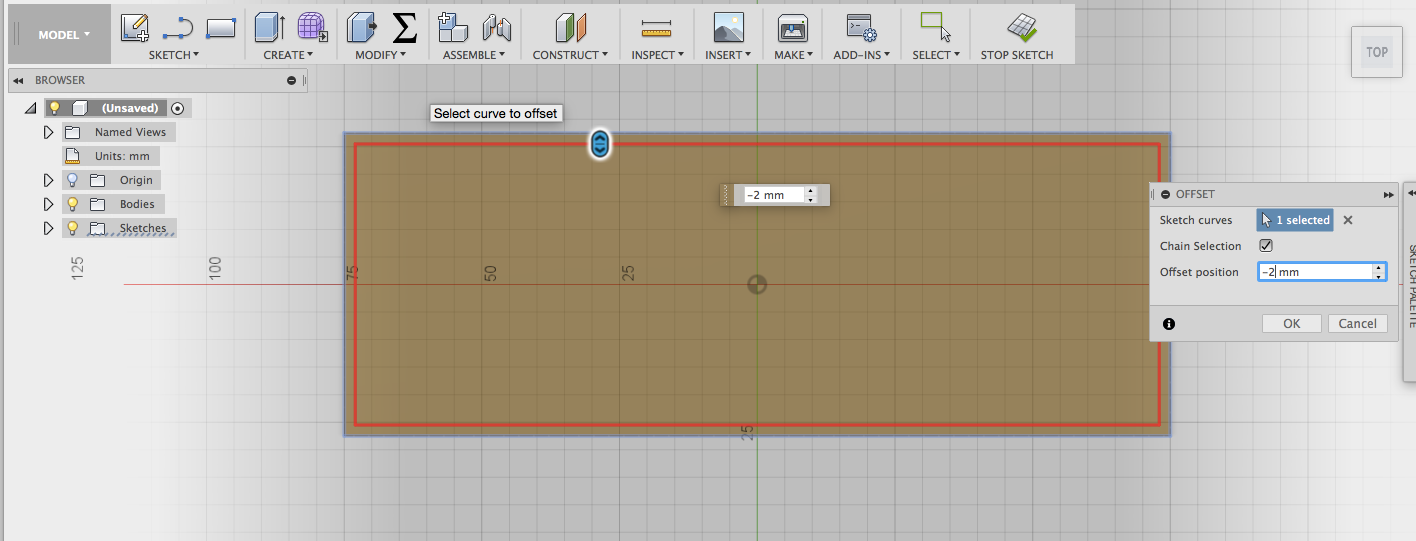 MODEL
SKETCH
CREATE
MODIFY
ASSEMBLE
CONSTRUCT
INSPECT
INSERT
MAKE
ADD-INS
SELECT
STOP SKETCH
TOP
BROWSER
(Unsaved)
Named Views
Units: mm
Origin
Bodies
Sketches
Select curve to offset
-2 mm
125
100
75
50
25
25
OFFSET
Sketch curves
1 selected
Chain Selection
Offset position
-2 mm
OK
Cancel
SKETCH PALETTE